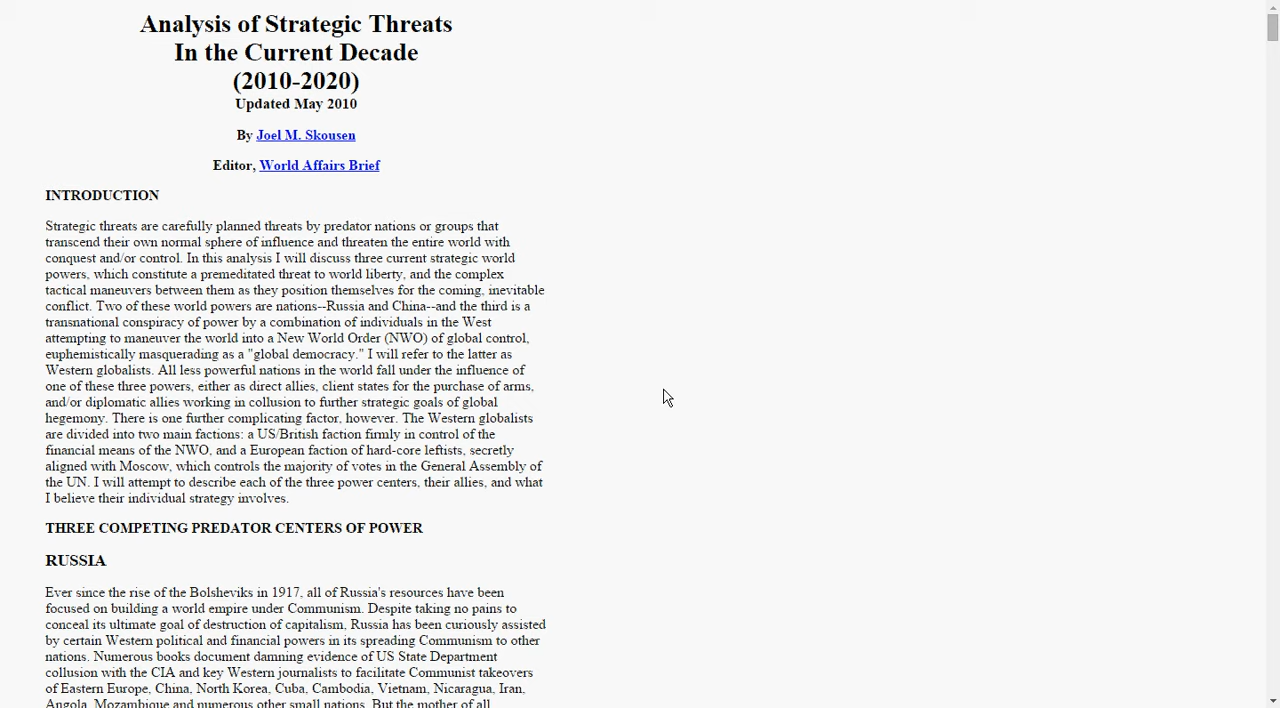 Analysis of Strategic Threats
In the Current Decade
(2010-2020)
Updated May 2010
By Joel M. Skousen
Editor, World Affairs Brief
INTRODUCTION
Strategic threats are carefully planned threats by predator nations or groups that
transcend their own normal sphere of influence and threaten the entire world with
conquest and/or control. In this analysis I will discuss three current strategic world
powers, which constitute a premeditated threat to world liberty, and the complex
tactical maneuvers between them as they position themselves for the coming, inevitable
conflict. Two of these world powers are nations--Russia and China--and the third is a
transnational conspiracy of power by a combination of individuals in the West
attempting to maneuver the world into a New World Order (NWO) of global control,
euphemistically masquerading as a "global democracy." I will refer to the latter as
Western globalists. All less powerful nations in the world fall under the influence of
one of these three powers, either as direct allies, client states for the purchase of arms,
and/or diplomatic allies working in collusion to further strategic goals of global
hegemony. There is one further complicating factor, however. The Western globalists
are divided into two main factions: a US/British faction firmly in control of the
financial means of the NWO, and a European faction of hard-core leftists, secretly
aligned with Moscow, which controls the majority of votes in the General Assembly of
the UN. I will attempt to describe each of the three power centers, their allies, and what
I believe their individual strategy involves.
THREE COMPETING PREDATOR CENTERS OF POWER
RUSSIA
Ever since the rise of the Bolsheviks in 1917, all of Russia's resources have been
focused on building a world empire under Communism. Despite taking no pains to
conceal its ultimate goal of destruction of capitalism, Russia has been curiously assisted
by certain Western political and financial powers in its spreading Communism to other
nations. Numerous books document damning evidence of US State Department
collusion with the CIA and key Western journalists to facilitate Communist takeovers
of Eastern Europe, China, North Korea, Cuba, Cambodia, Vietnam, Nicaragua, Iran,
Angola, Mozambique and numerous other small nations. But the mother of all